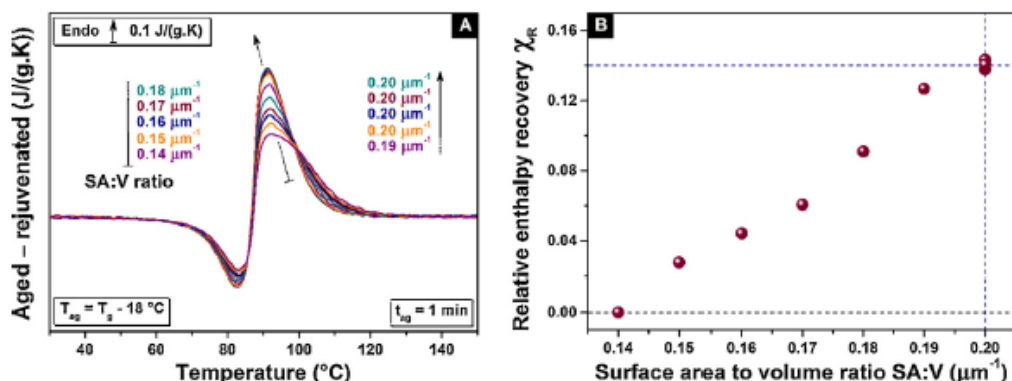 A
Endo 0.1 J/(g.K)
0.18 μm⁻¹
0.17 μm⁻¹
0.16 μm⁻¹
0.15 μm⁻¹
0.14 μm⁻¹
SA:V ratio
0.20 μm⁻¹
0.20 μm⁻¹
0.20 μm⁻¹
0.20 μm⁻¹
0.19 μm⁻¹
Tag = Tg - 18 °C
tag = 1 min
Aged – rejuvenated (J/(g.K))
40 60 80 100 120 140
Temperature (°C)
B
Relative enthalpy recovery χR
0.16
0.12
0.08
0.04
0.00
0.14 0.15 0.16 0.17 0.18 0.19 0.20
Surface area to volume ratio SA:V (μm⁻¹)